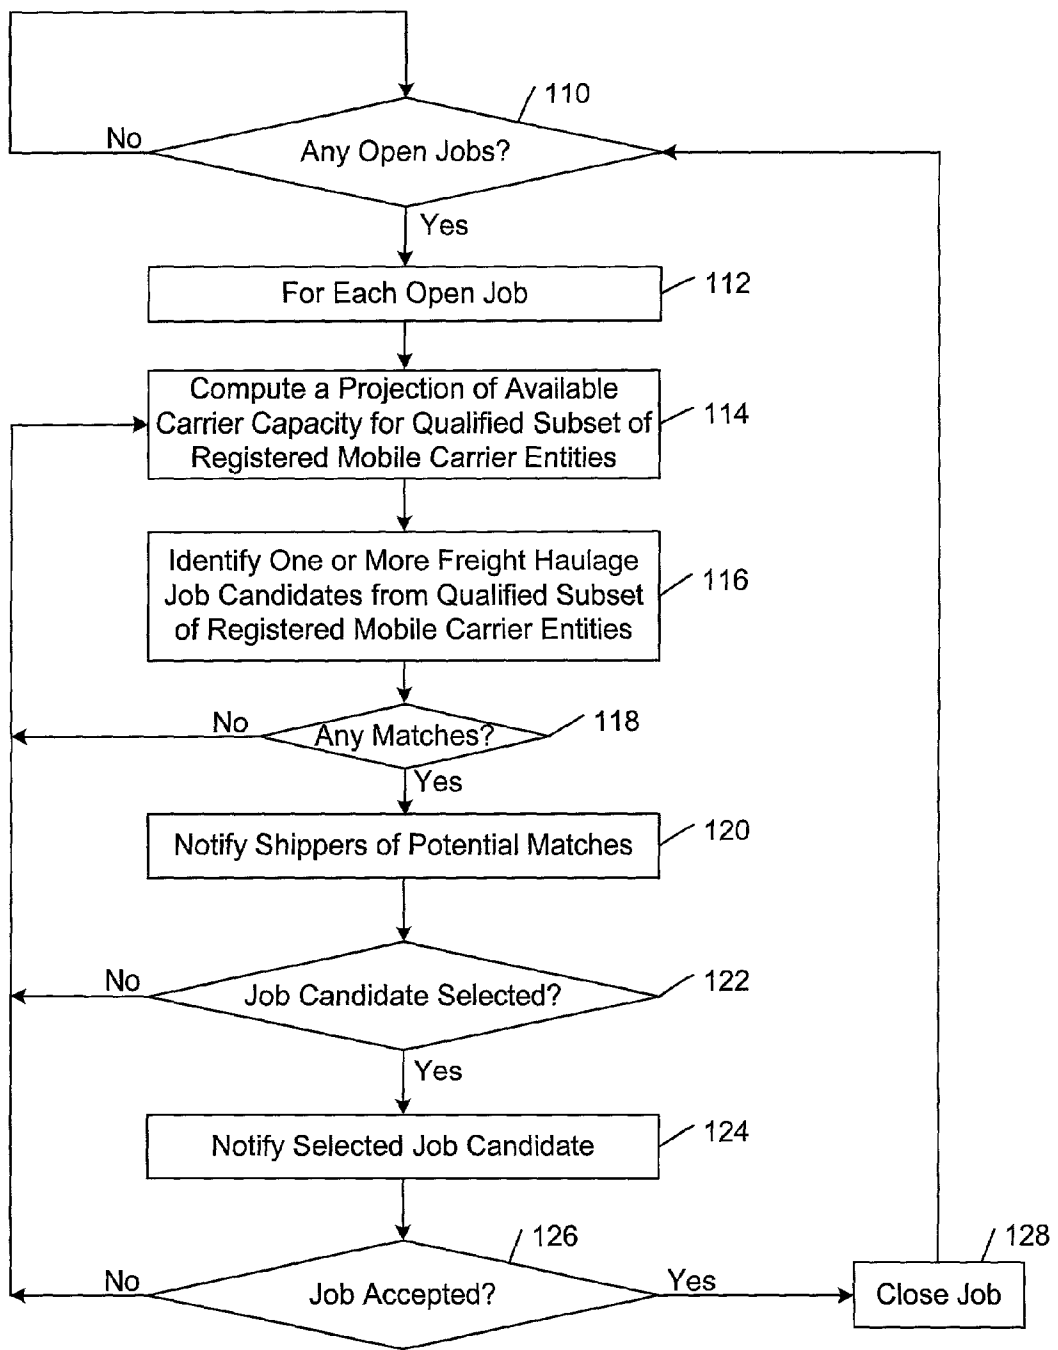 110
No
Any Open Jobs?
Yes
For Each Open Job
112
Compute a Projection of Available
Carrier Capacity for Qualified Subset of
Registered Mobile Carrier Entities
114
Identify One or More Freight Haulage
Job Candidates from Qualified Subset
of Registered Mobile Carrier Entities
116
No
Any Matches?
118
Yes
Notify Shippers of Potential Matches
120
No
Job Candidate Selected?
122
Yes
Notify Selected Job Candidate
124
126
No
Job Accepted?
Yes
128
Close Job